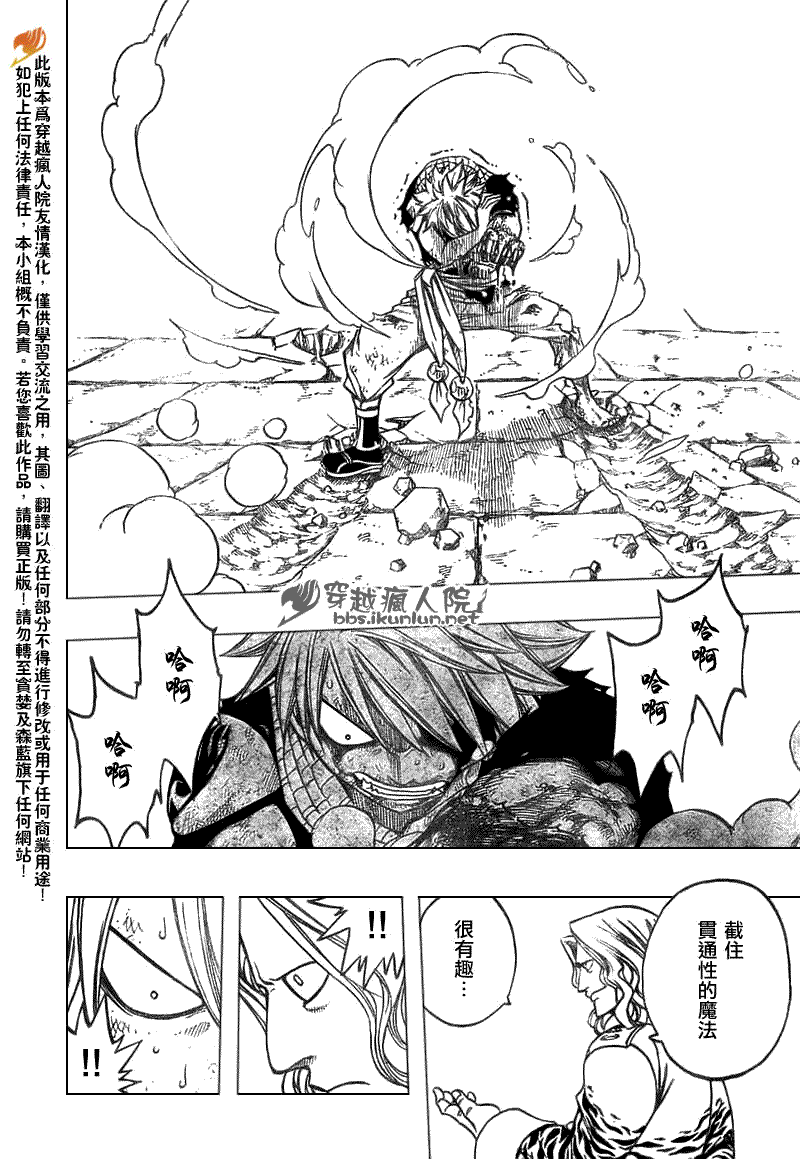 此版本爲穿越瘋人院友情漢化，僅供學習交流之用，其圖、翻譯以及任何部分不得進行修改或用于任何商業用途！
如犯上任何法律責任，本小組概不負責。若您喜歡此作品，請購買正版！請勿轉至貪婪及森藍旗下任何網站！
穿越瘋人院
bbs.ikunlun.net
哈啊
哈啊
哈啊
哈啊
截住
貫通性的魔法
很有趣…
!!
!!